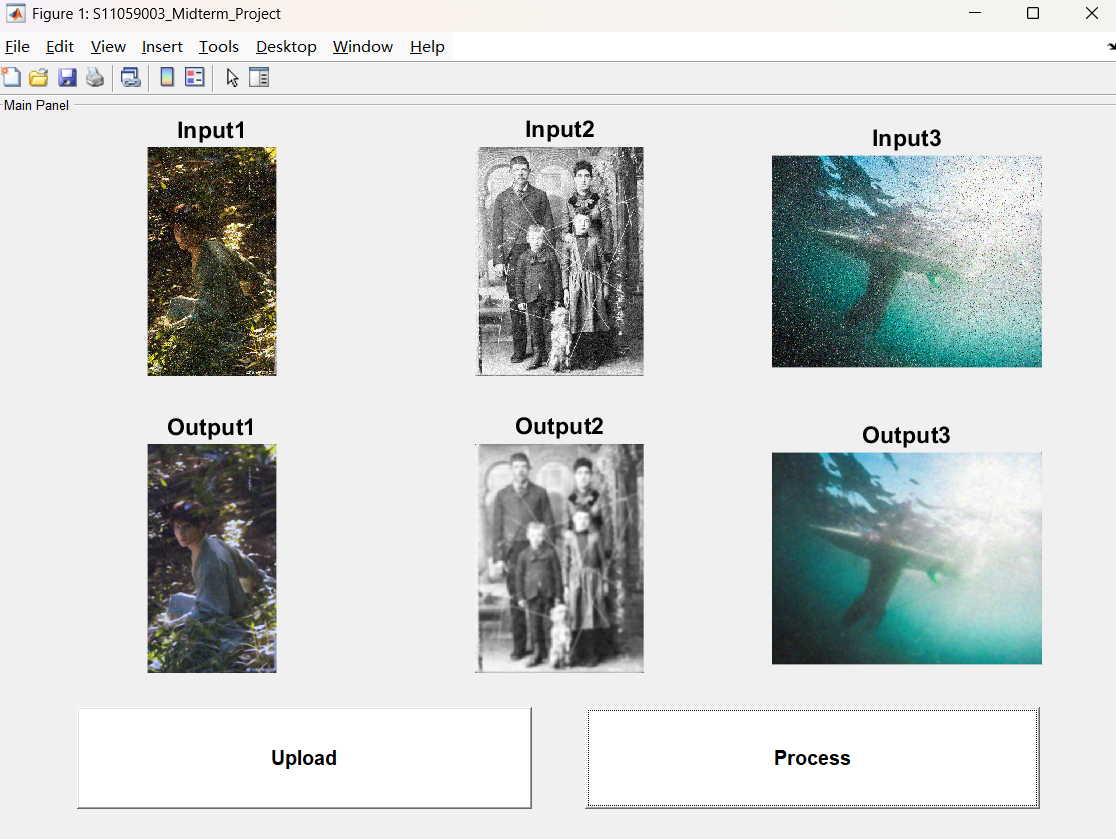 Figure 1: S11059003_Midterm_Project
File Edit View Insert Tools Desktop Window Help
Main Panel
Input1
Input2
Input3
Output1
Output2
Output3
Upload
Process